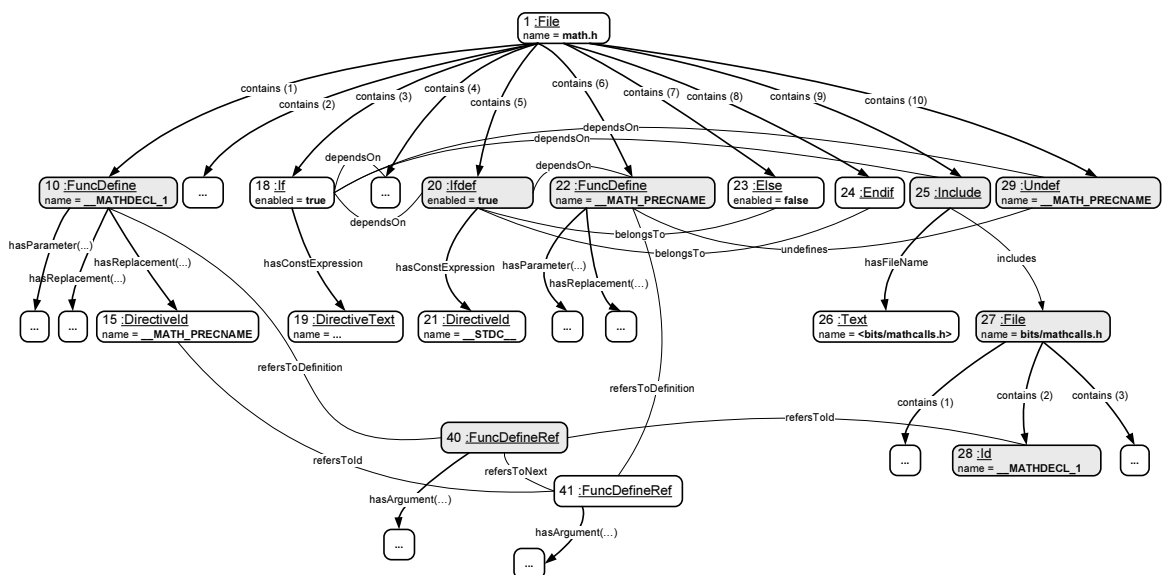 1 :File
name = math.h
contains (1)
contains (2)
contains (3)
contains (4)
contains (5)
contains (6)
contains (7)
contains (8)
contains (9)
contains (10)
dependsOn
dependsOn
dependsOn
dependsOn
dependsOn
10 :FuncDefine
name = __MATHDECL_1
...
18 :If
enabled = true
...
20 :Ifdef
enabled = true
22 :FuncDefine
name = __MATH_PRECNAME
23 :Else
enabled = false
24 :Endif
25 :Include
29 :Undef
name = __MATH_PRECNAME
belongsTo
belongsTo
undefines
hasParameter(...)
hasReplacement(...)
hasReplacement(...)
hasConstExpression
hasConstExpression
hasParameter(...)
hasReplacement(...)
hasFileName
includes
...
...
15 :DirectiveId
name = __MATH_PRECNAME
19 :DirectiveText
name = ...
21 :DirectiveId
name = __STDC__
...
...
26 :Text
name = <bits/mathcalls.h>
27 :File
name = bits/mathcalls.h
refersToDefinition
refersToDefinition
contains (1)
contains (2)
contains (3)
refersToId
40 :FuncDefineRef
refersToId
refersToNext
...
28 :Id
name = __MATHDECL_1
...
41 :FuncDefineRef
hasArgument(...)
hasArgument(...)
...
...